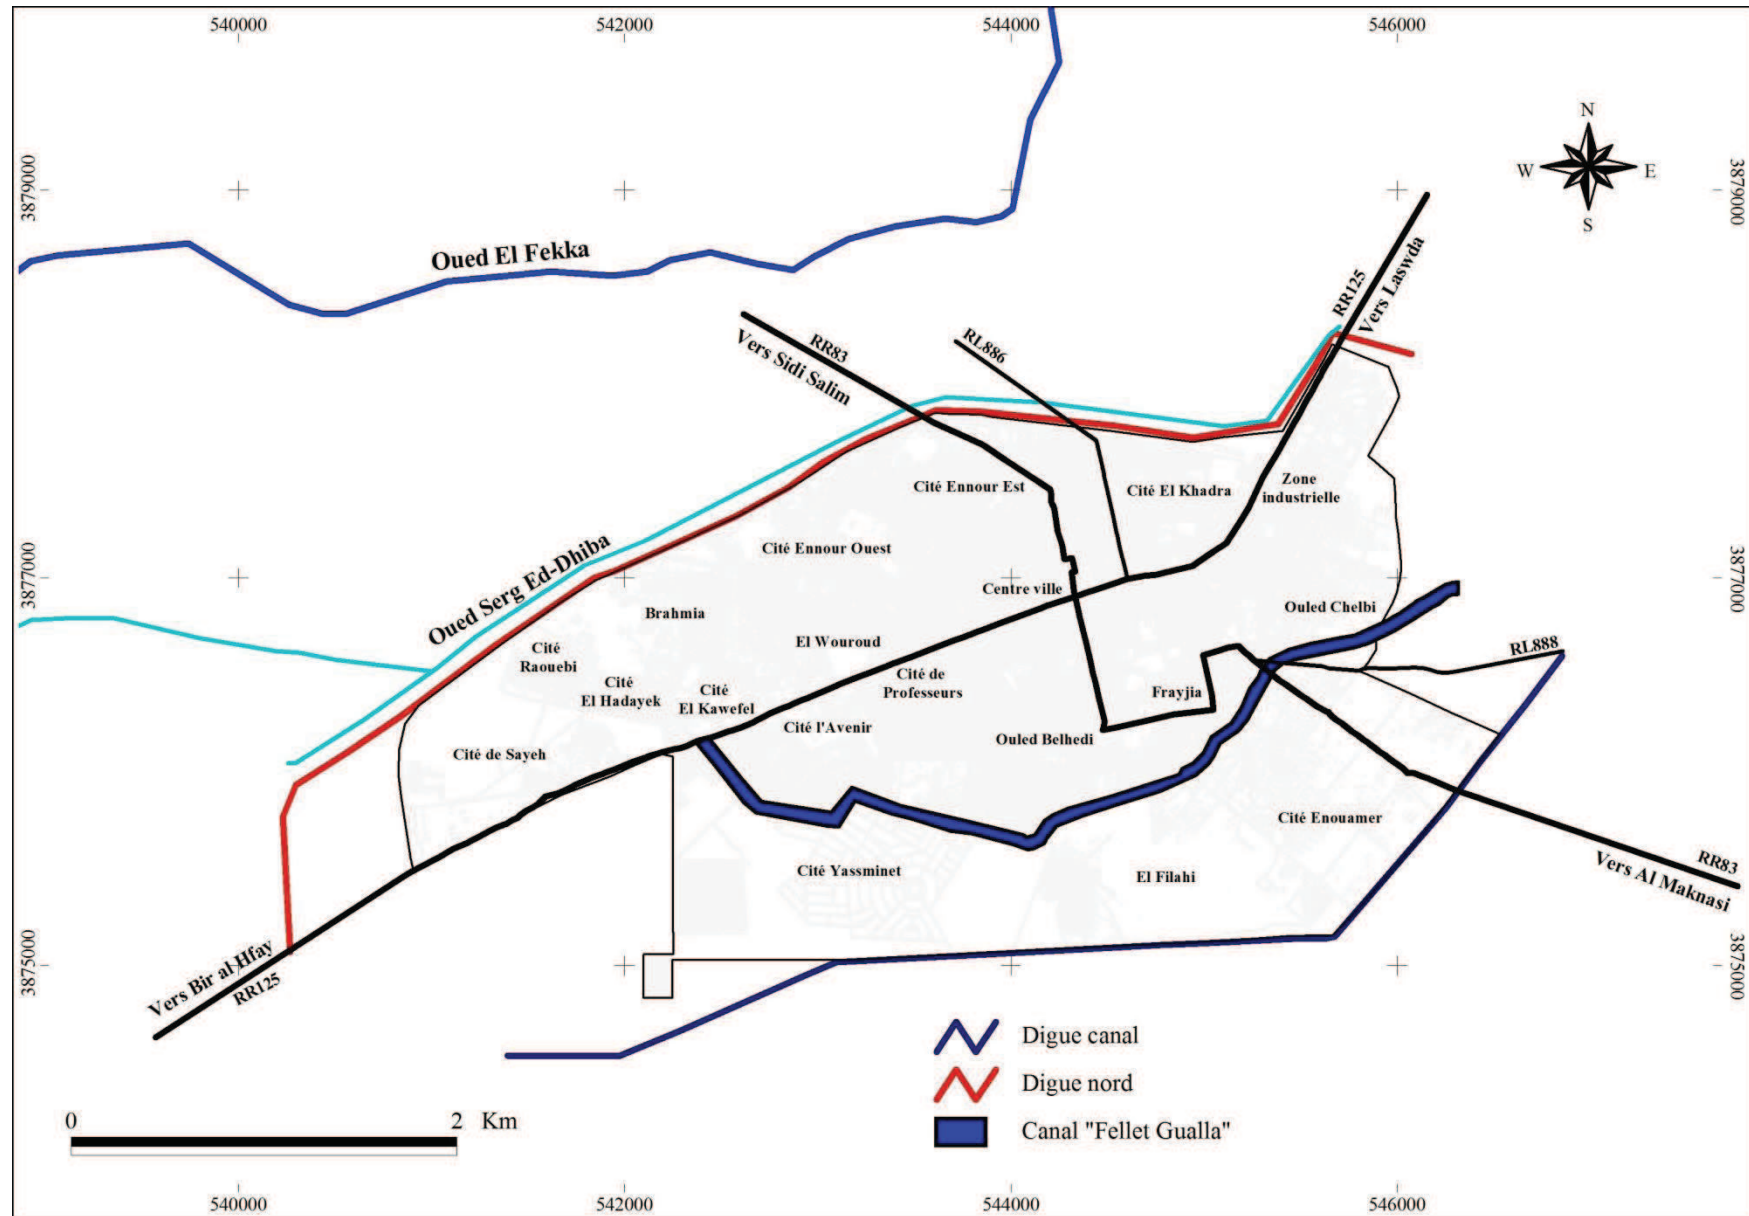 540000
542000
544000
546000
N
W
E
S
3879000
3879000
Oued El Fekka
RR125
Vers Laswda
RR83
Vers Sidi Salim
RL886
Cité Ennour Est
Cité El Khadra
Zone
industrielle
Cité Ennour Ouest
Oued Serg Ed-Dhiba
3877000
3877000
Centre ville
Ouled Chelbi
Brahmia
El Wouroud
Cité
Raouebi
Cité
El Hadayek
Cité
El Kawefel
Cité de
Professeurs
Frayjia
RL888
Cité l'Avenir
Ouled Belhedi
Cité de Sayeh
Cité Enouamer
Cité Yassminet
El Filahi
RR83
Vers Al Maknasi
3875000
3875000
Vers Bir al Hfay
RR125
Digue canal
Digue nord
Canal "Fellet Gualla"
0
2 Km
540000
542000
544000
546000